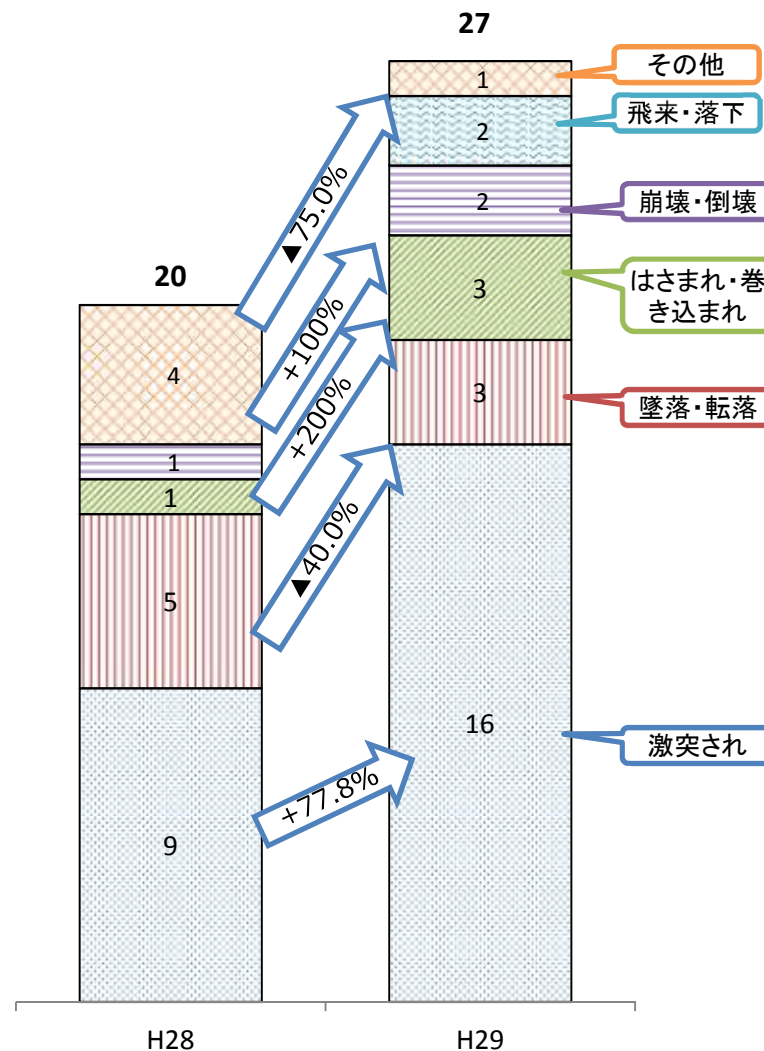 27
1
その他
2
飛来・落下
▲75.0%
2
崩壊・倒壊
20
3
はさまれ・巻
き込まれ
+100%
4
3
墜落・転落
+200%
1
1
▲40.0%
5
16
激突され
+77.8%
9
H28
H29